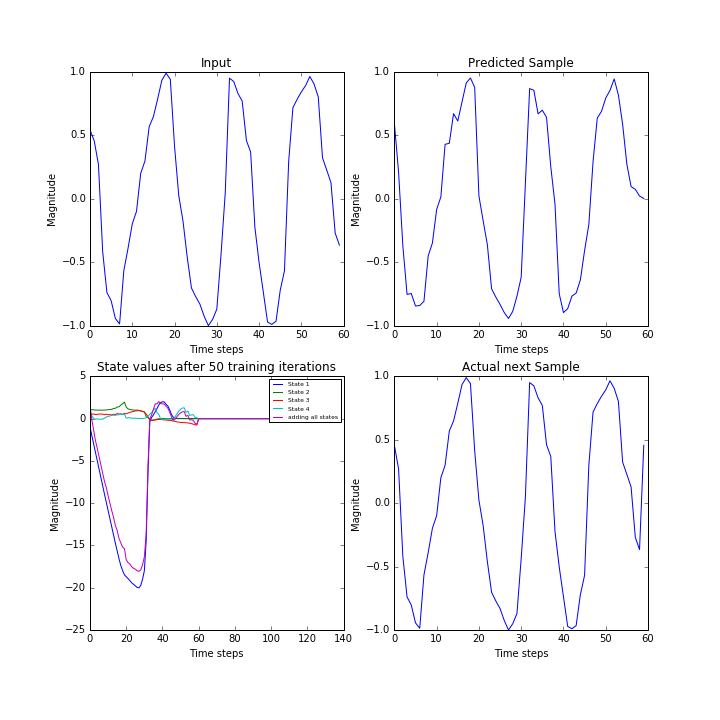 Input
1.0
0.5
0.0
−0.5
−1.0
Magnitude
0 10 20 30 40 50 60
Time steps
Predicted Sample
1.0
0.5
0.0
−0.5
−1.0
Magnitude
0 10 20 30 40 50 60
Time steps
State values after 50 training iterations
5
0
−5
−10
−15
−20
−25
Magnitude
State 1
State 2
State 3
State 4
adding all states
0 20 40 60 80 100 120 140
Time steps
Actual next Sample
1.0
0.5
0.0
−0.5
−1.0
Magnitude
0 10 20 30 40 50 60
Time steps